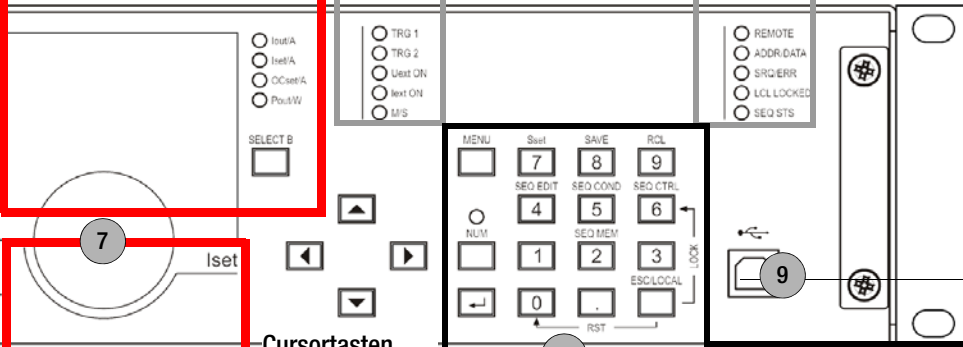 Iout/A
Iset/A
OCset/A
Pout/W
SELECT B
TRG 1
TRG 2
Uext ON
Iext ON
M/S
REMOTE
ADDR/DATA
SRQ/ERR
LCL LOCKED
SEQ STS
MENU
Sset
SAVE
RCL
7
8
9
SEQ EDIT
SEQ COND
SEQ CTRL
4
5
6
NUM
SEQ MEM
1
2
3
LOCK
ESC/LOCAL
0
.
RST
7
Iset
9
Cursortasten